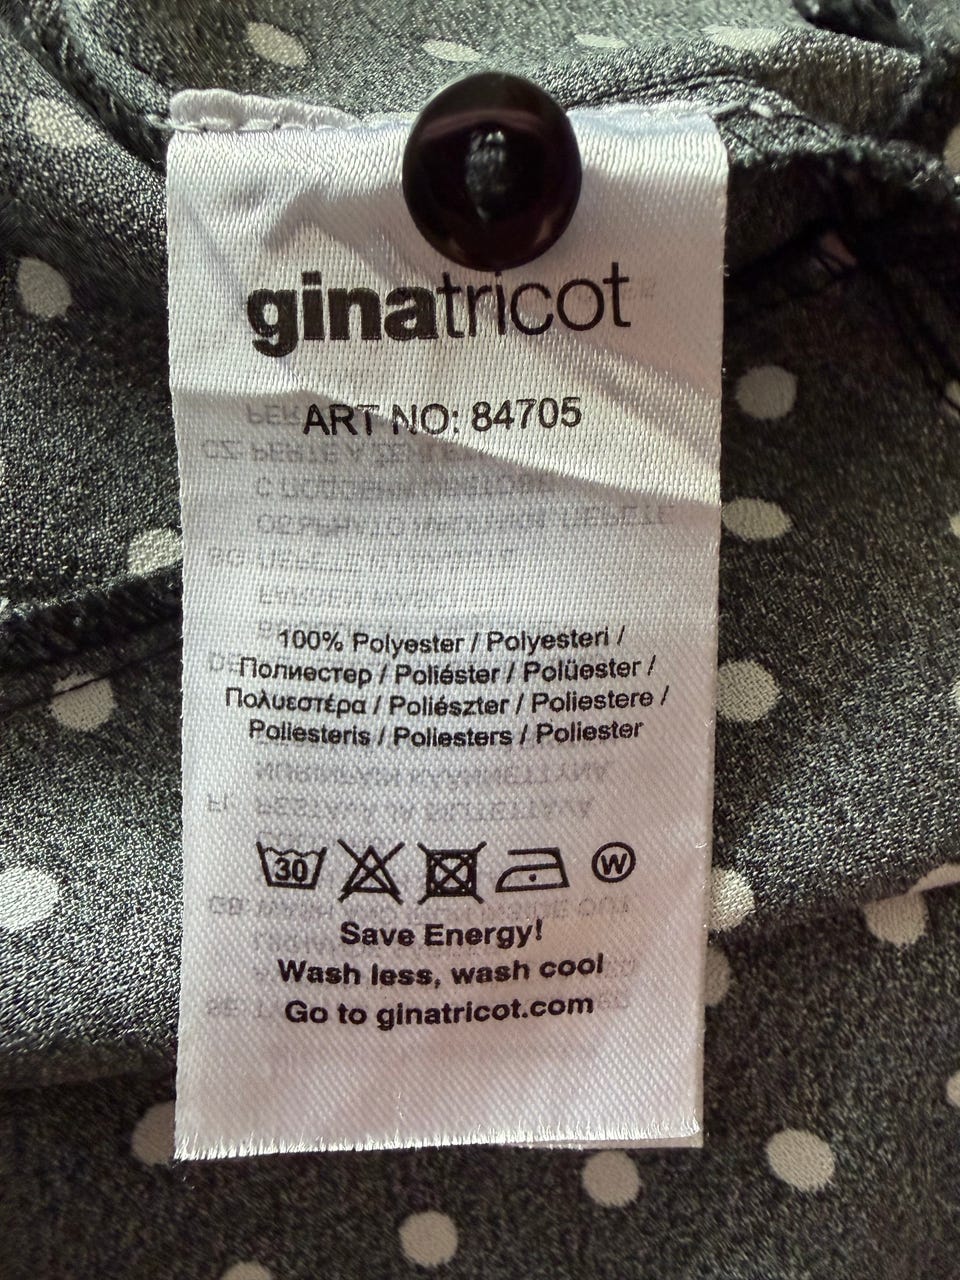 ginatricot
ART NO: 84705
100% Polyester / Polyesteri /
Полиестер / Poliéster / Polüester /
Πολυεστέρα / Poliészter / Poliestere /
Poliesteris / Poliesters / Poliester
30
W
Save Energy!
Wash less, wash cool
Go to ginatricot.com